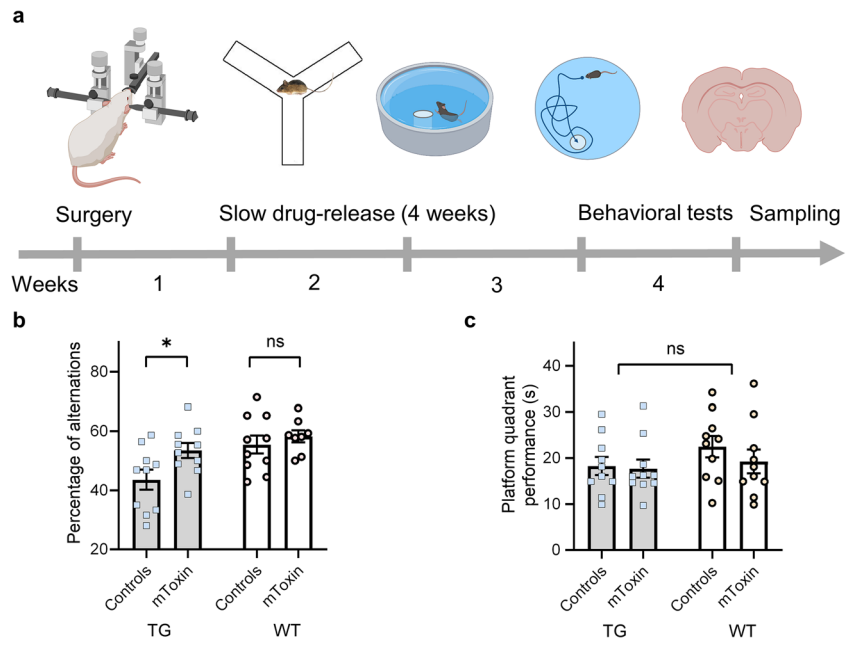 a
Surgery
Slow drug-release (4 weeks)
Behavioral tests
Sampling
Weeks
1
2
3
4
b
Percentage of alternations
80
60
40
20
*
ns
Controls
mToxin
Controls
mToxin
TG
WT
c
Platform quadrant
performance (s)
40
30
20
10
0
ns
Controls
mToxin
Controls
mToxin
TG
WT